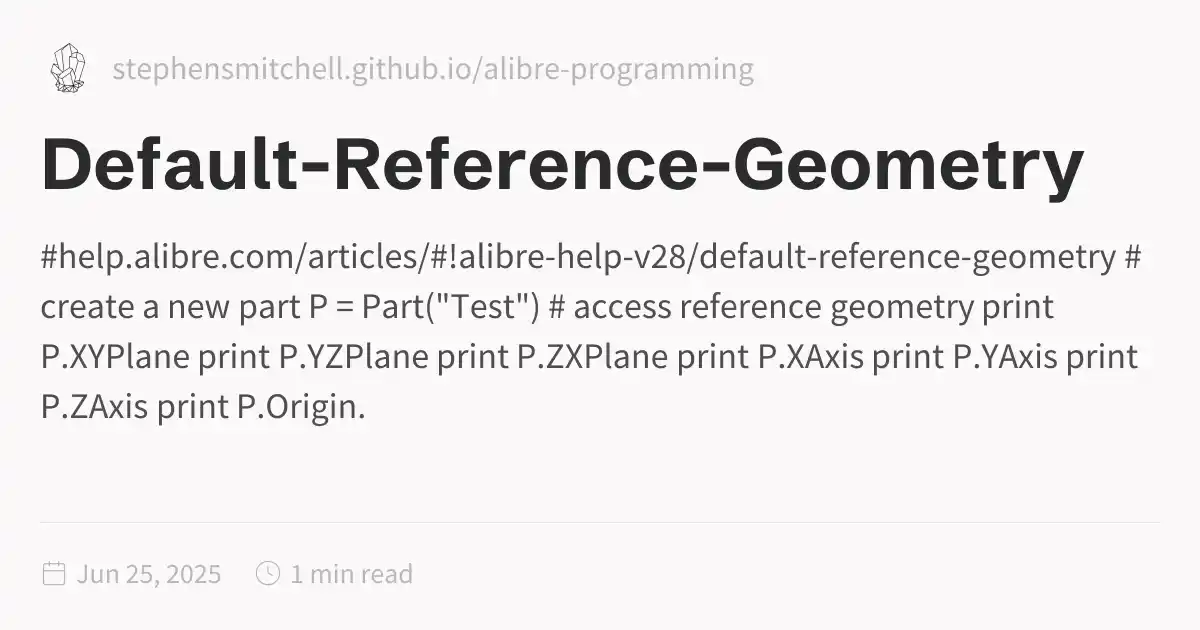 stephensmitchell.github.io/alibre-programming
Default-Reference-Geometry
#help.alibre.com/articles/#!alibre-help-v28/default-reference-geometry #
create a new part P = Part("Test") # access reference geometry print
P.XYPlane print P.YZPlane print P.ZXPlane print P.XAxis print P.YAxis print
P.ZAxis print P.Origin.
Jun 25, 2025 1 min read